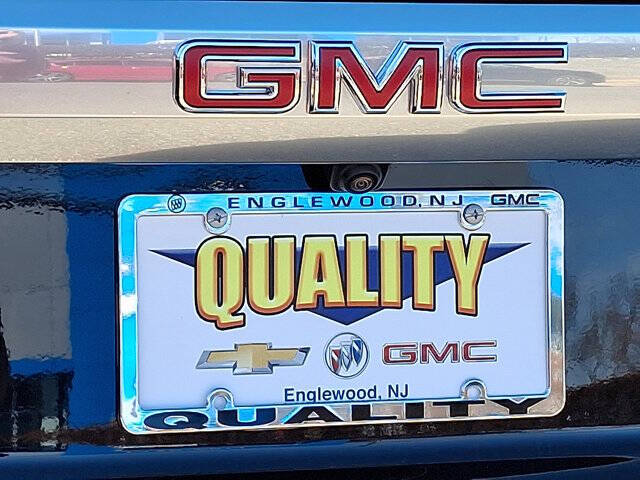 GMC
ENGLEWOOD, NJ GMC
QUALITY
GMC
Englewood, NJ
QUALITY